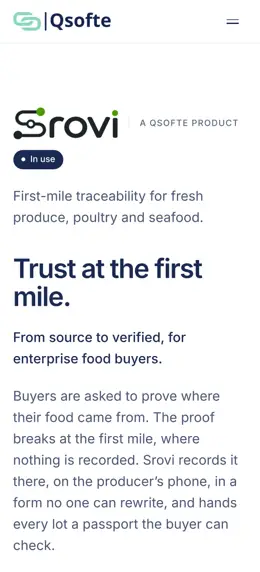 Qsofte
Srovi
A QSOFTE PRODUCT
In use
First-mile traceability for fresh
produce, poultry and seafood.
Trust at the first
mile.
From source to verified, for
enterprise food buyers.
Buyers are asked to prove where
their food came from. The proof
breaks at the first mile, where
nothing is recorded. Srovi records it
there, on the producer’s phone, in a
form no one can rewrite, and hands
every lot a passport the buyer can
check.